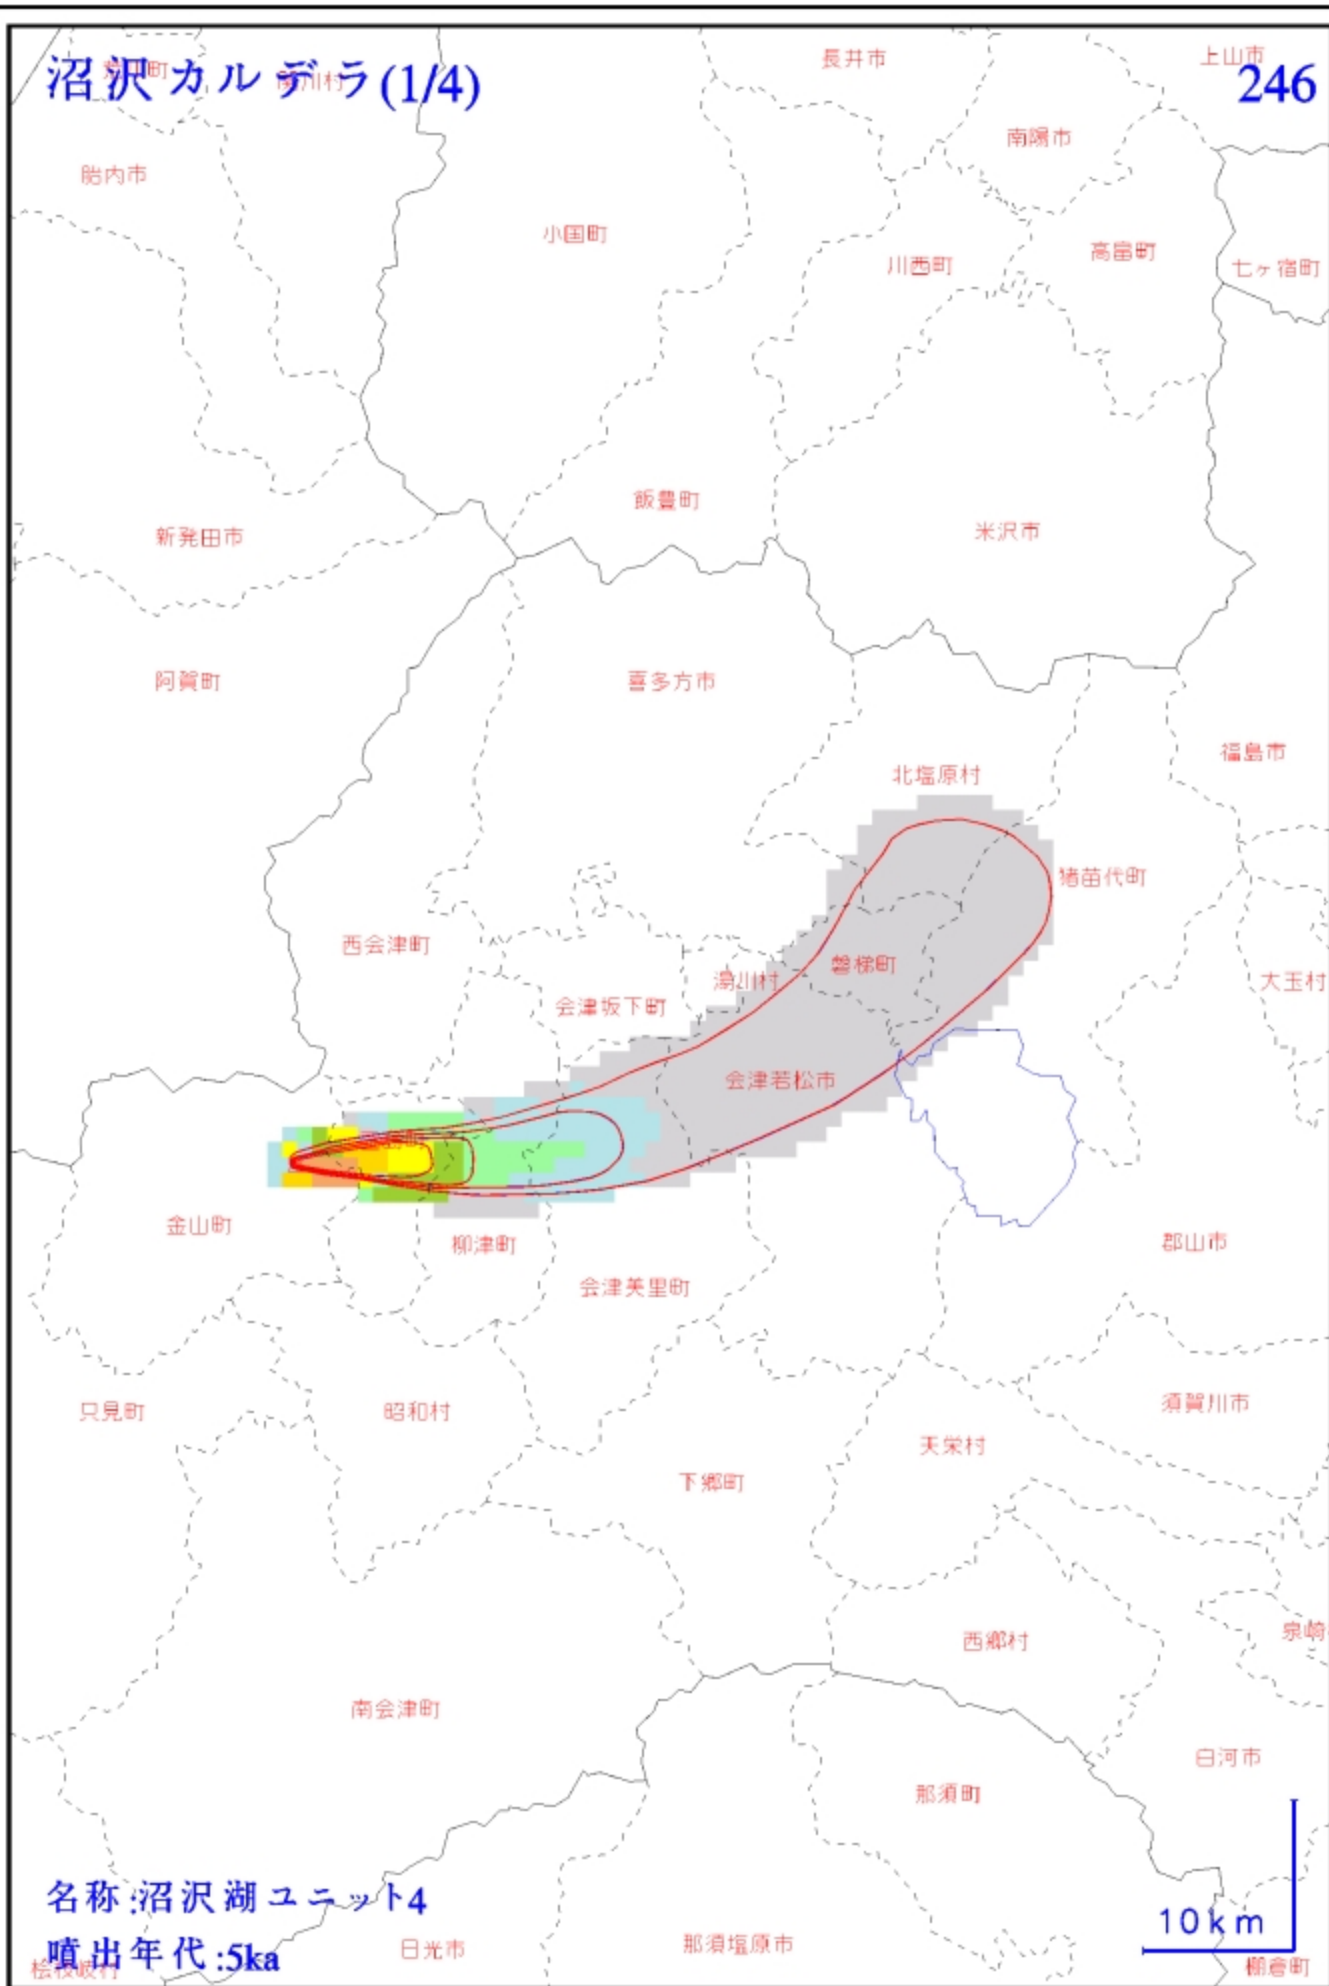 沼沢カルデラ(1/4)
246
関川村
長井市
上山市
南陽市
胎内市
小国町
川西町
高畠町
七ヶ宿町
飯豊町
米沢市
新発田市
阿賀町
喜多方市
福島市
北塩原村
猪苗代町
西会津町
磐梯町
湯川村
大玉村
会津坂下町
会津若松市
金山町
柳津町
郡山市
会津美里町
只見町
昭和村
須賀川市
天栄村
下郷町
西郷村
泉崎
南会津町
白河市
那須町
名称:沼沢湖ユニット4
10km
噴出年代:5ka
日光市
那須塩原市
棚倉町
桧枝岐村